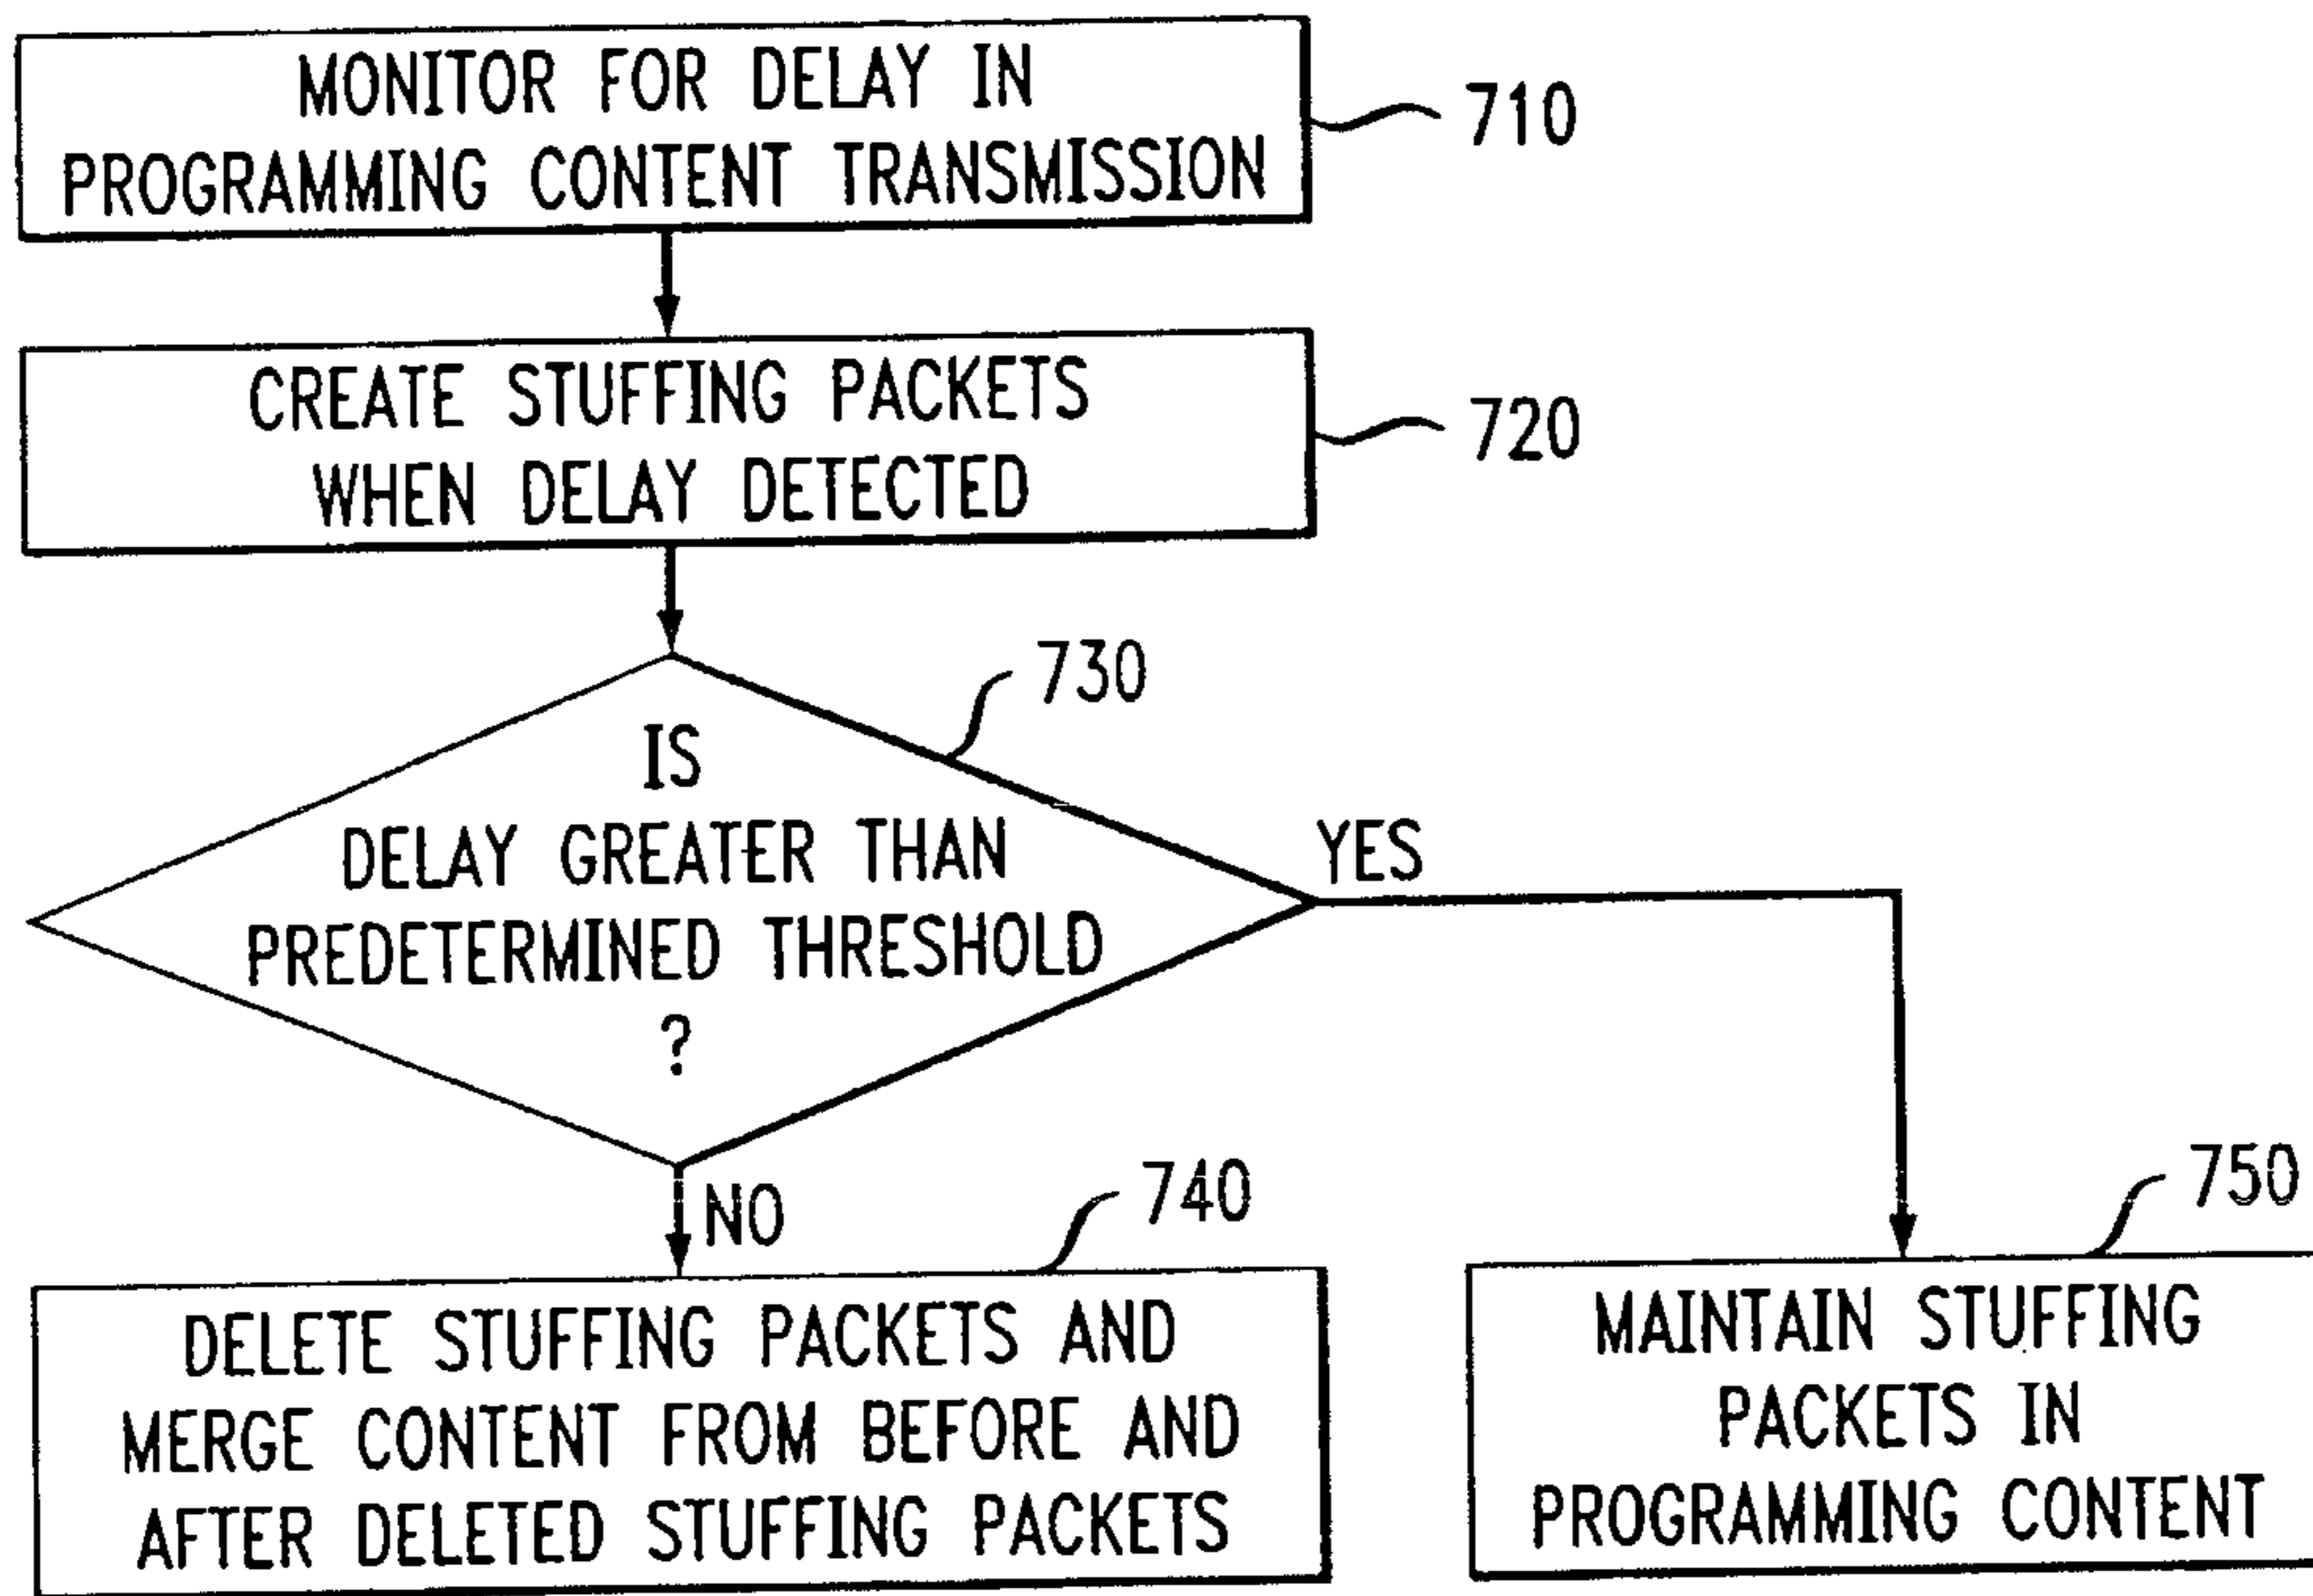 MONITOR FOR DELAY IN
PROGRAMMING CONTENT TRANSMISSION
710
CREATE STUFFING PACKETS
WHEN DELAY DETECTED
720
730
IS
DELAY GREATER THAN
PREDETERMINED THRESHOLD
?
YES
NO
740
DELETE STUFFING PACKETS AND
MERGE CONTENT FROM BEFORE AND
AFTER DELETED STUFFING PACKETS
750
MAINTAIN STUFFING
PACKETS IN
PROGRAMMING CONTENT